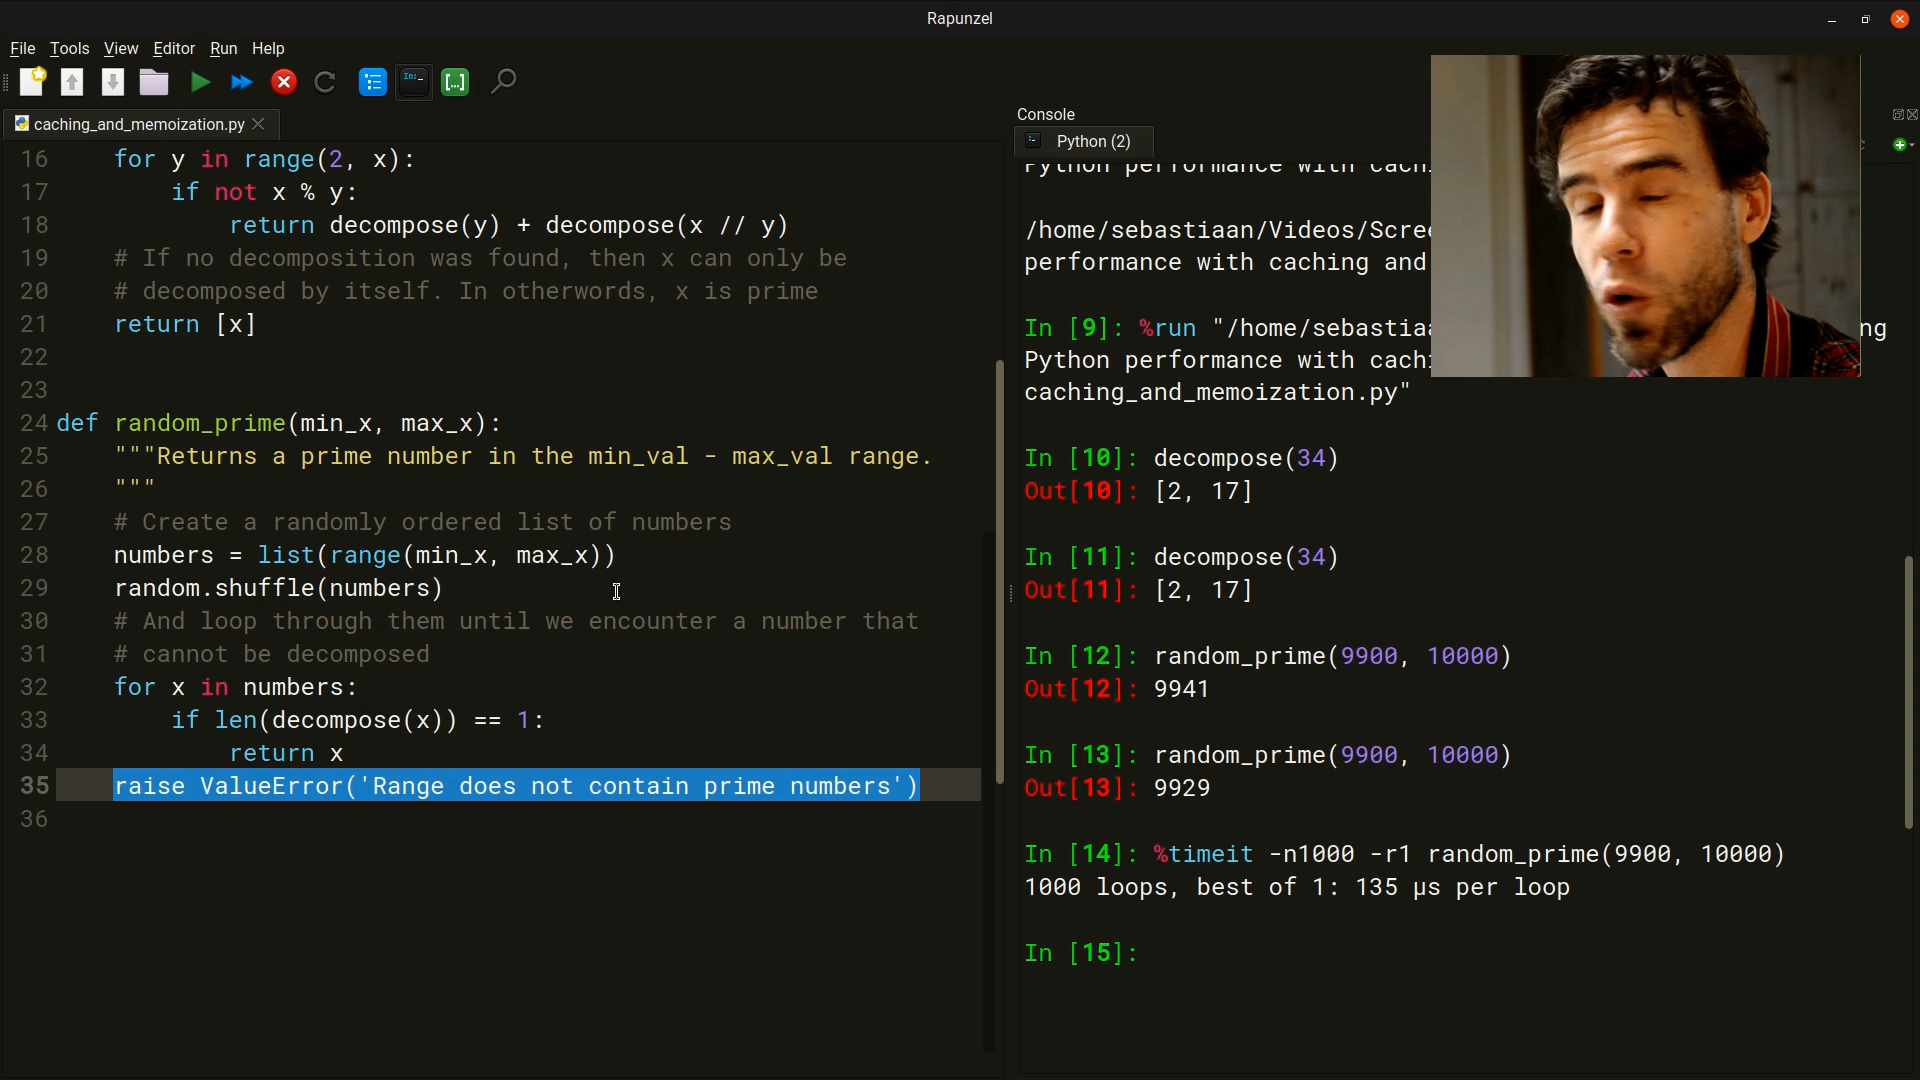 Rapunzel
File Tools View Editor Run Help
caching_and_memoization.py
16 for y in range(2, x):
17 if not x % y:
18 return decompose(y) + decompose(x // y)
19 # If no decomposition was found, then x can only be
20 # decomposed by itself. In otherwords, x is prime
21 return [x]
22
23
24 def random_prime(min_x, max_x):
25 """Returns a prime number in the min_val - max_val range.
26 """
27 # Create a randomly ordered list of numbers
28 numbers = list(range(min_x, max_x))
29 random.shuffle(numbers)
30 # And loop through them until we encounter a number that
31 # cannot be decomposed
32 for x in numbers:
33 if len(decompose(x)) == 1:
34 return x
35 raise ValueError('Range does not contain prime numbers')
36
Console
Python (2)
Python performance with cach
/home/sebastiaan/Videos/Scre
performance with caching and
In [9]: %run "/home/sebastiaa ng
Python performance with cach
caching_and_memoization.py"
In [10]: decompose(34)
Out[10]: [2, 17]
In [11]: decompose(34)
Out[11]: [2, 17]
In [12]: random_prime(9900, 10000)
Out[12]: 9941
In [13]: random_prime(9900, 10000)
Out[13]: 9929
In [14]: %timeit -n1000 -r1 random_prime(9900, 10000)
1000 loops, best of 1: 135 µs per loop
In [15]: